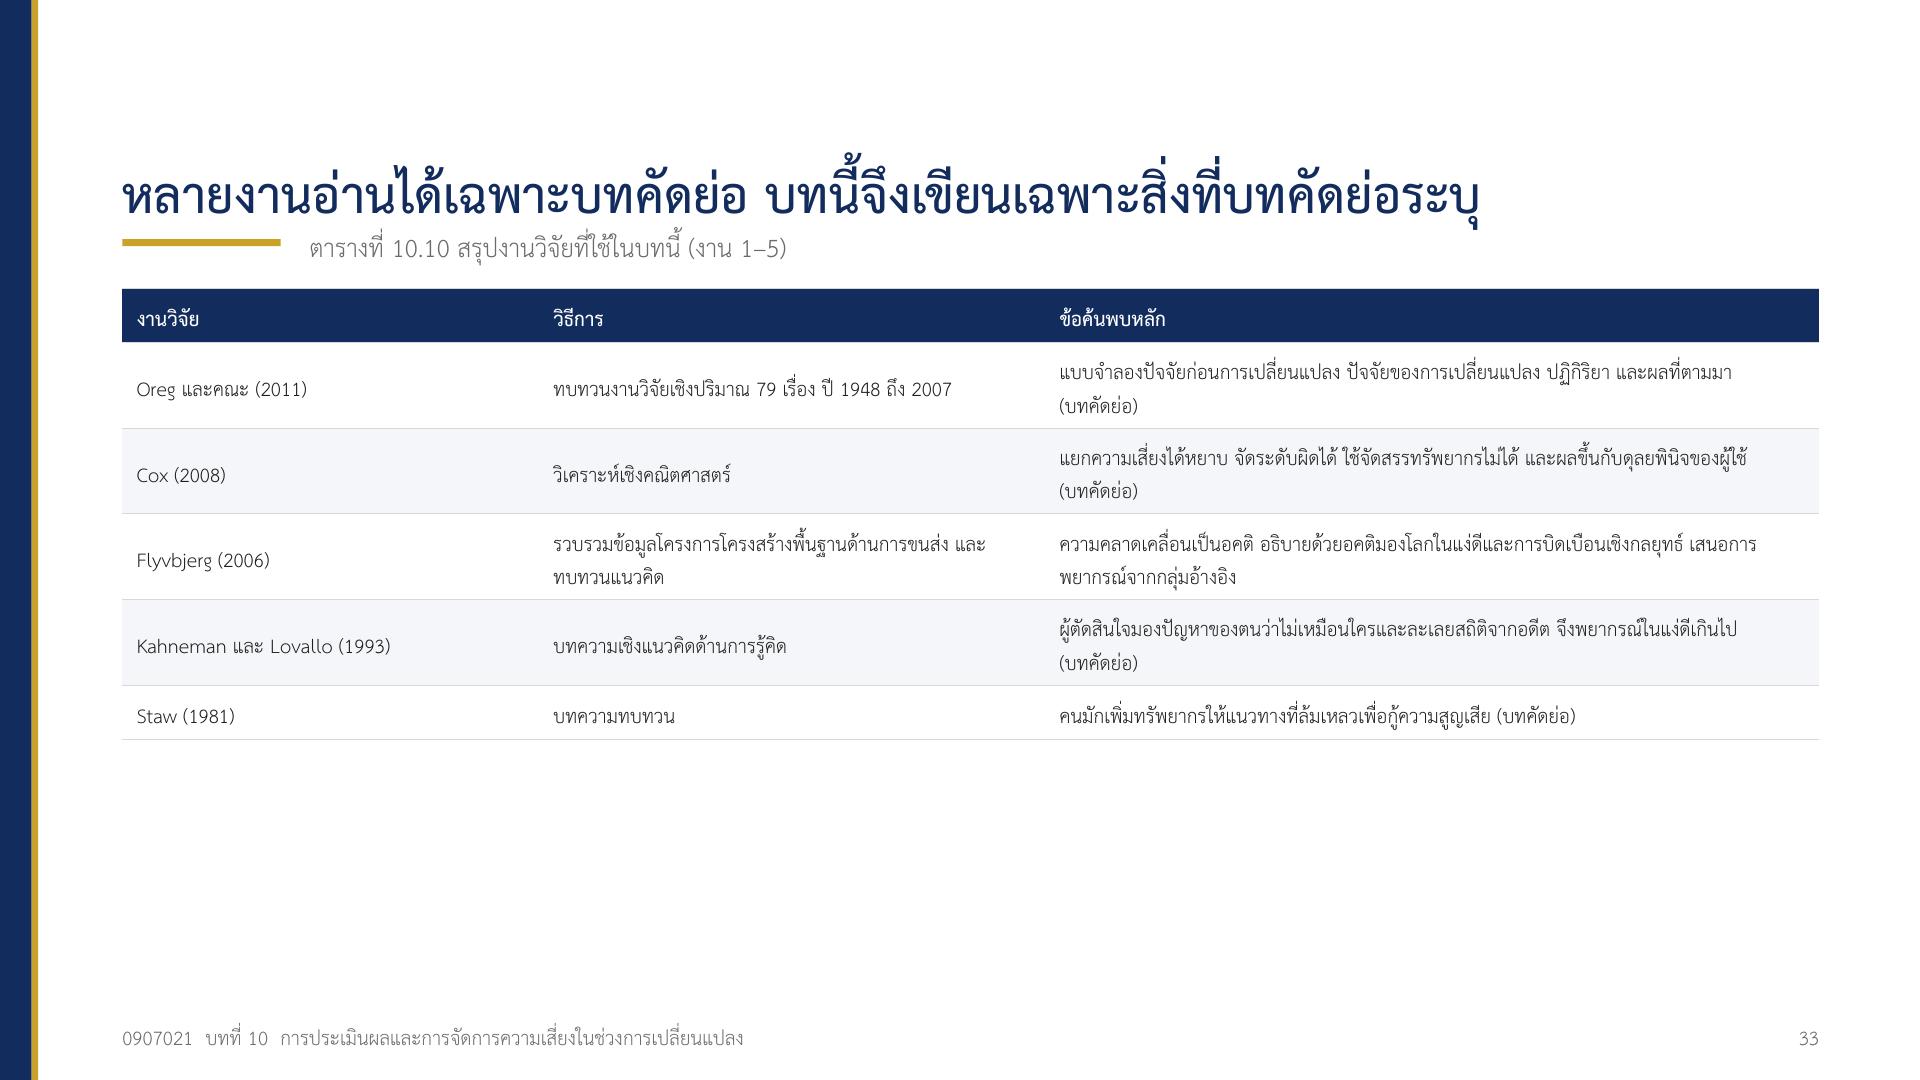 หลายงานอ่านได้เฉพาะบทคัดย่อ บทนี้จึงเขียนเฉพาะสิ่งที่บทคัดย่อระบุ
ตารางที่ 10.10 สรุปงานวิจัยที่ใช้ในบทนี้ (งาน 1–5)
งานวิจัย วิธีการ ข้อค้นพบหลัก
Oreg และคณะ (2011) ทบทวนงานวิจัยเชิงปริมาณ 79 เรื่อง ปี 1948 ถึง 2007 แบบจำลองปัจจัยก่อนการเปลี่ยนแปลง ปัจจัยของการเปลี่ยนแปลง ปฏิกิริยา และผลที่ตามมา
(บทคัดย่อ)
Cox (2008) วิเคราะห์เชิงคณิตศาสตร์ แยกความเสี่ยงได้หยาบ จัดระดับผิดได้ ใช้จัดสรรทรัพยากรไม่ได้ และผลขึ้นกับดุลยพินิจของผู้ใช้
(บทคัดย่อ)
Flyvbjerg (2006) รวบรวมข้อมูลโครงการโครงสร้างพื้นฐานด้านการขนส่ง และ
ทบทวนแนวคิด
ความคลาดเคลื่อนเป็นอคติ อธิบายด้วยอคติมองโลกในแง่ดีและการบิดเบือนเชิงกลยุทธ์ เสนอการ
พยากรณ์จากกลุ่มอ้างอิง
Kahneman และ Lovallo (1993) บทความเชิงแนวคิดด้านการรู้คิด ผู้ตัดสินใจมองปัญหาของตนว่าไม่เหมือนใครและละเลยสถิติจากอดีต จึงพยากรณ์ในแง่ดีเกินไป
(บทคัดย่อ)
Staw (1981) บทความทบทวน คนมักเพิ่มทรัพยากรให้แนวทางที่ล้มเหลวเพื่อกู้ความสูญเสีย (บทคัดย่อ)
0907021 บทที่ 10 การประเมินผลและการจัดการความเสี่ยงในช่วงการเปลี่ยนแปลง 33